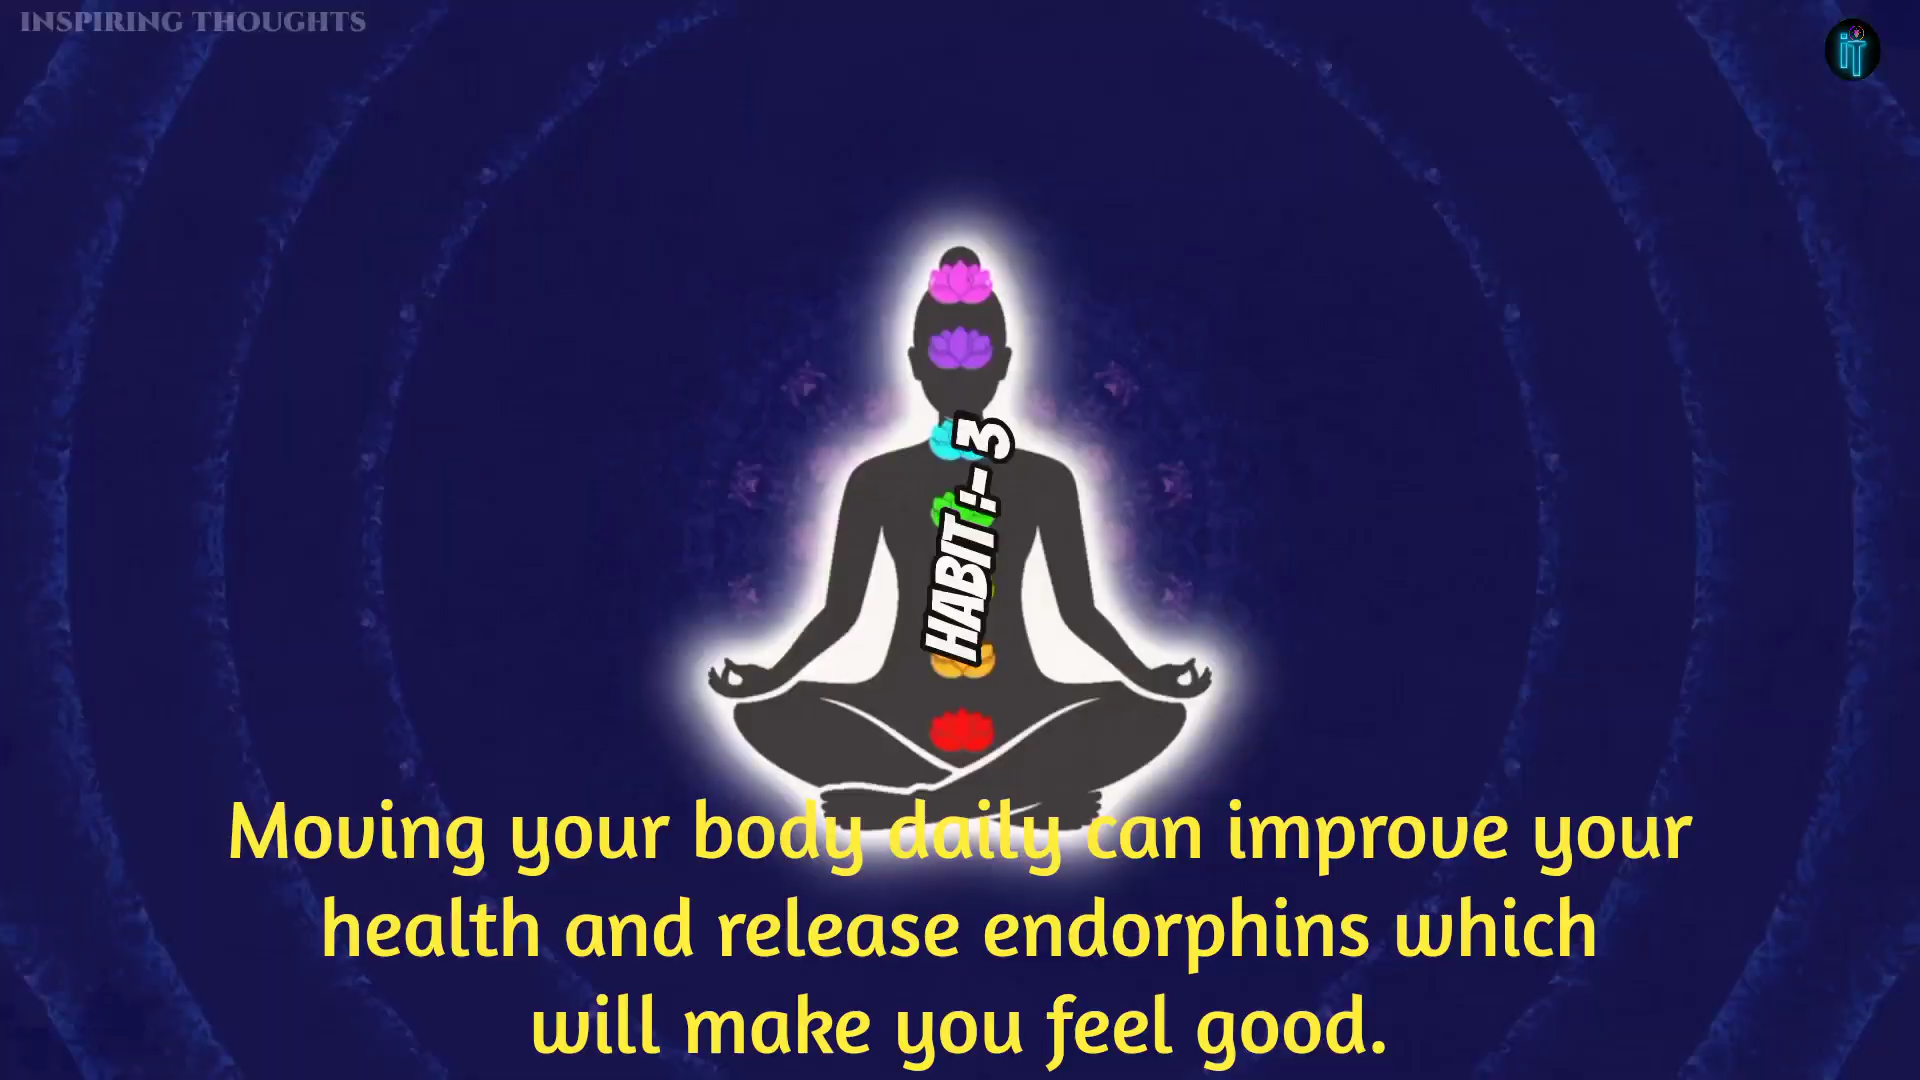 INSPIRING THOUGHTS
iT
HABIT :- 3
Moving your body daily can improve your
health and release endorphins which
will make you feel good.